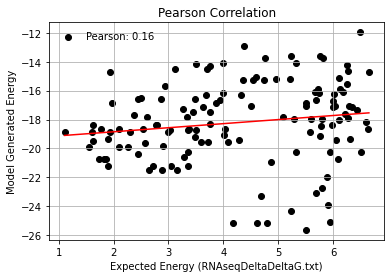 Pearson Correlation
Pearson: 0.16
Model Generated Energy
−12
−14
−16
−18
−20
−22
−24
−26
1 2 3 4 5 6
Expected Energy (RNAseqDeltaDeltaG.txt)